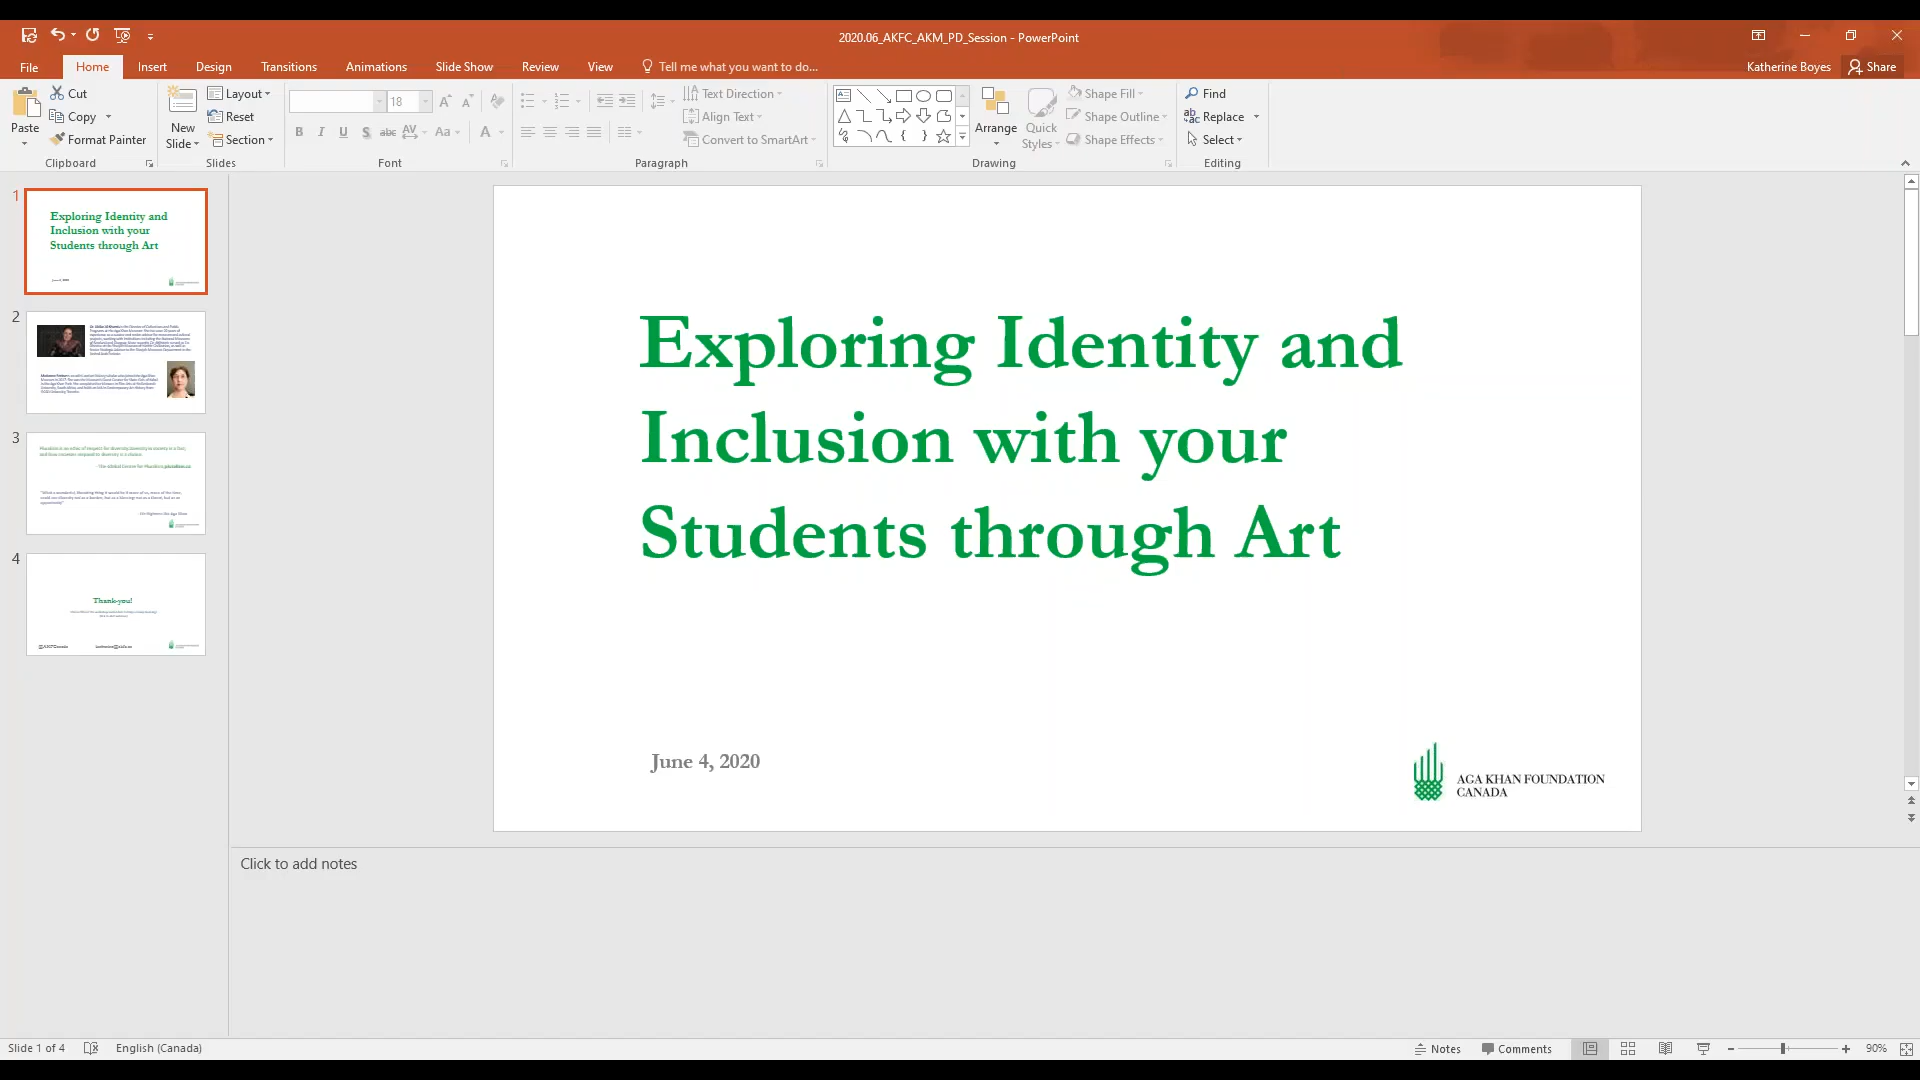 2020.06_AKFC_AKM_PD_Session - PowerPoint
File
Home
Insert
Design
Transitions
Animations
Slide Show
Review
View
Tell me what you want to do...
Katherine Boyes
Share
Paste
Cut
Copy
Format Painter
Clipboard
New
Slide
Layout
Reset
Section
Slides
18
Font
Text Direction
Align Text
Convert to SmartArt
Paragraph
Arrange
Quick
Styles
Shape Fill
Shape Outline
Shape Effects
Drawing
Find
Replace
Select
Editing
1
Exploring Identity and
Inclusion with your
Students through Art
2
3
4
Thank-you!
Exploring Identity and
Inclusion with your
Students through Art
June 4, 2020
AGA KHAN FOUNDATION
CANADA
Click to add notes
Slide 1 of 4
English (Canada)
Notes
Comments
90%